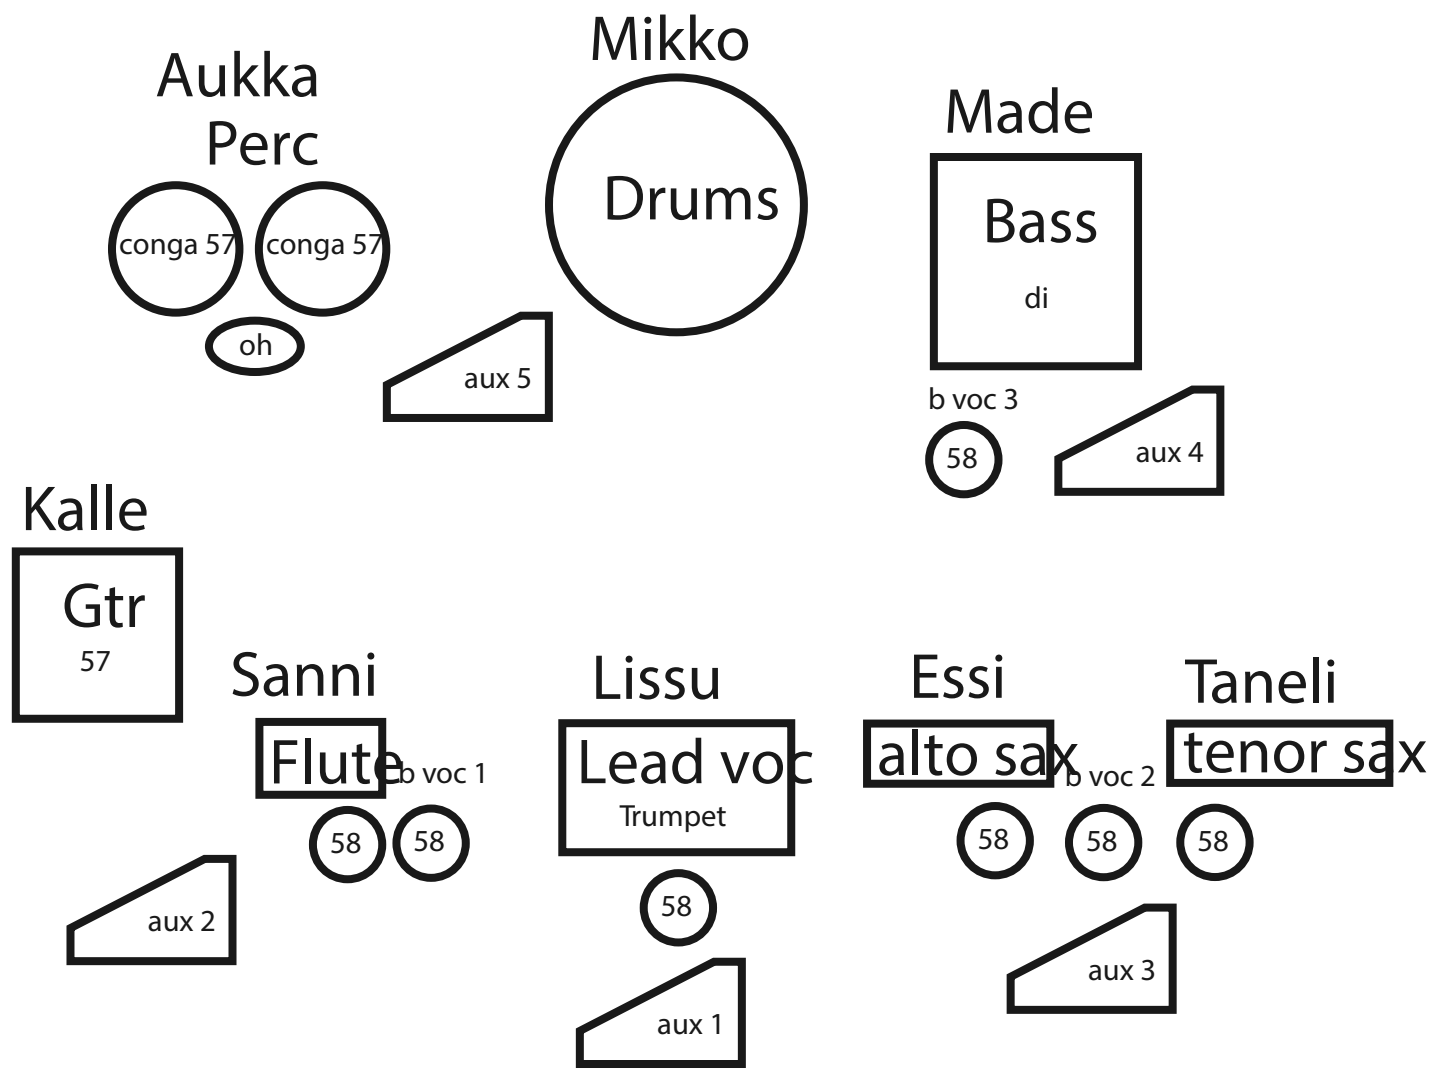 Mikko
Aukka
Perc
Made
Drums
Bass
conga 57
conga 57
di
oh
aux 5
b voc 3
58
aux 4
Kalle
Gtr
57
Sanni
Lissu
Essi
Taneli
Flute
b voc 1
Lead voc
Trumpet
alto sax
b voc 2
tenor sax
58
58
58
58
58
58
aux 2
aux 3
aux 1